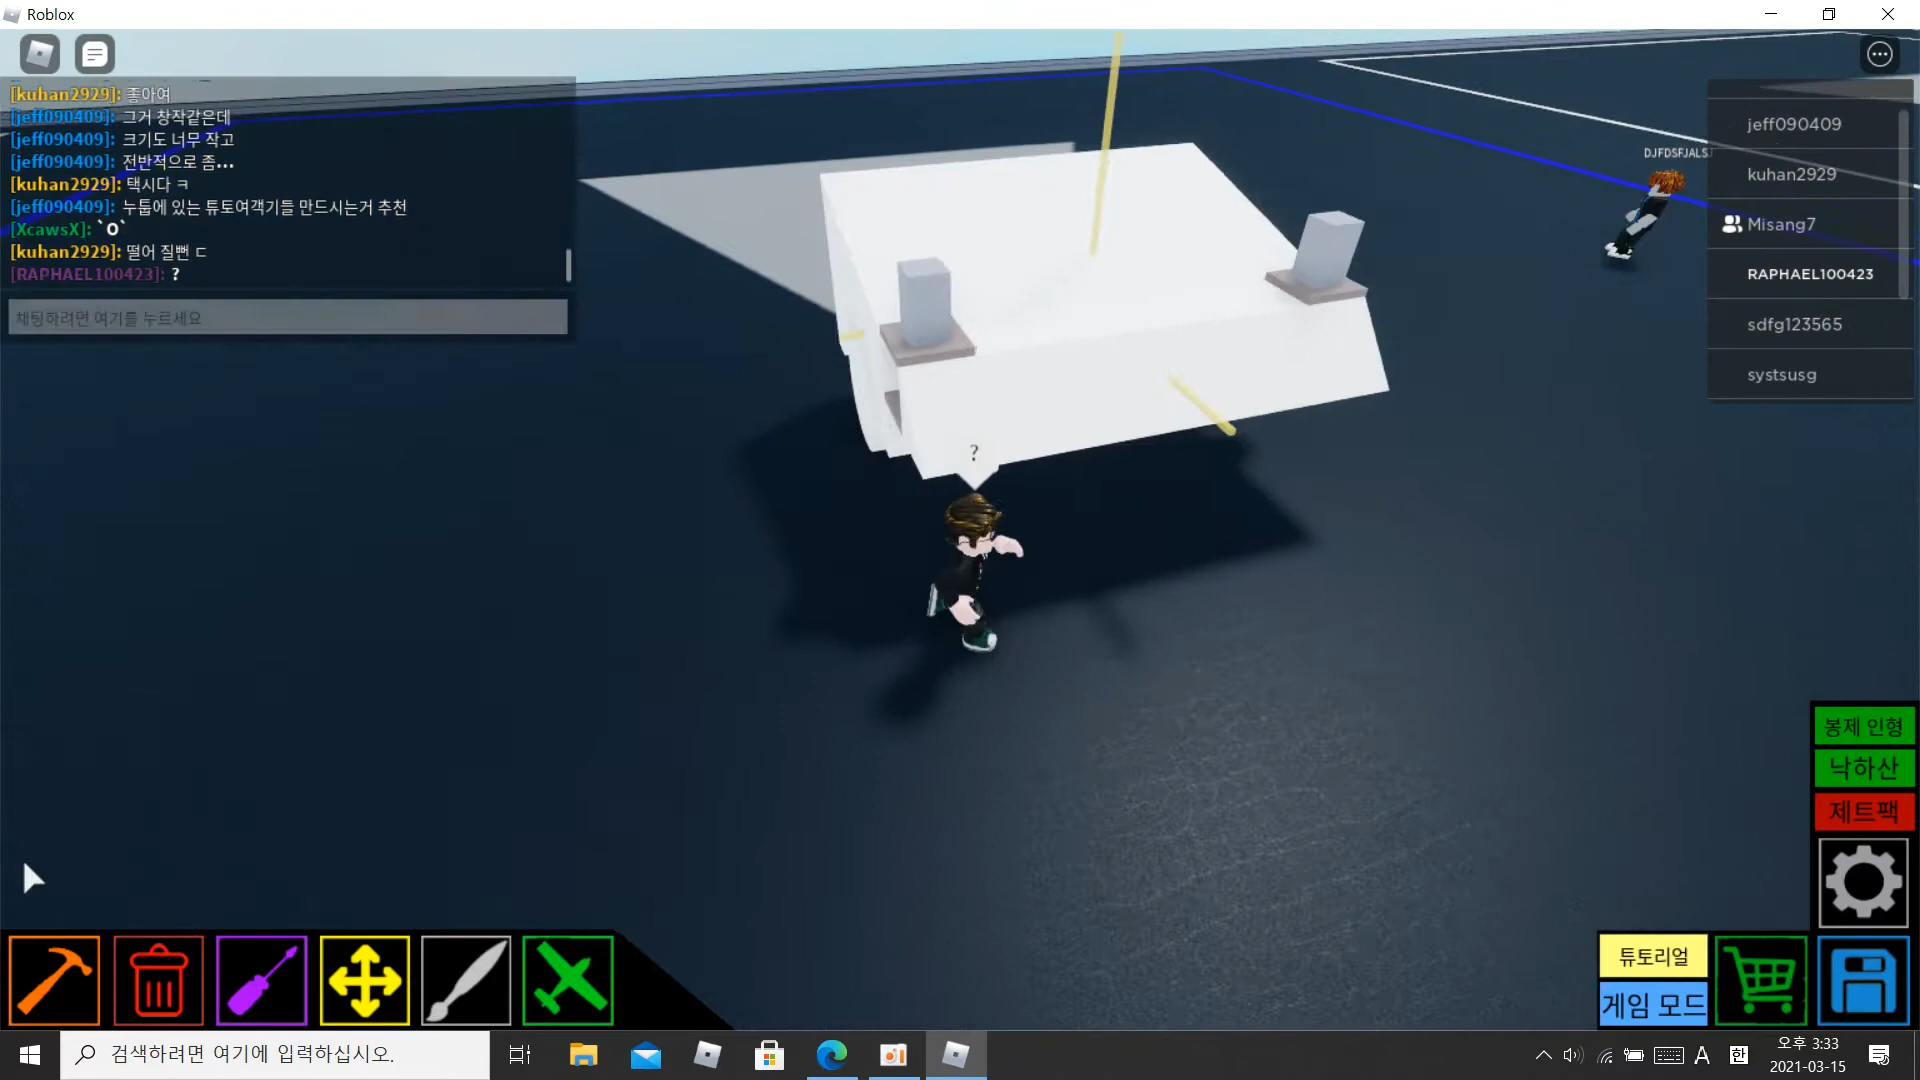 Roblox
[kuhan2929]: 좋아여
[jeff090409]: 그거 창작같은데
[jeff090409]: 크기도 너무 작고
[jeff090409]: 전반적으로 좀...
[kuhan2929]: 택시다 ㅋ
[jeff090409]: 누툽에 있는 튜토여객기들 만드시는거 추천
[XcawsX]: `O`
[kuhan2929]: 떨어 질뻔 ㄷ
[RAPHAEL100423]: ?
채팅하려면 여기를 누르세요
DJFDSFJALSJ
jeff090409
kuhan2929
Misang7
RAPHAEL100423
sdfg123565
systsusg
?
봉제 인형
낙하산
제트팩
튜토리얼
게임 모드
검색하려면 여기에 입력하십시오.
A
한
오후 3:33
2021-03-15